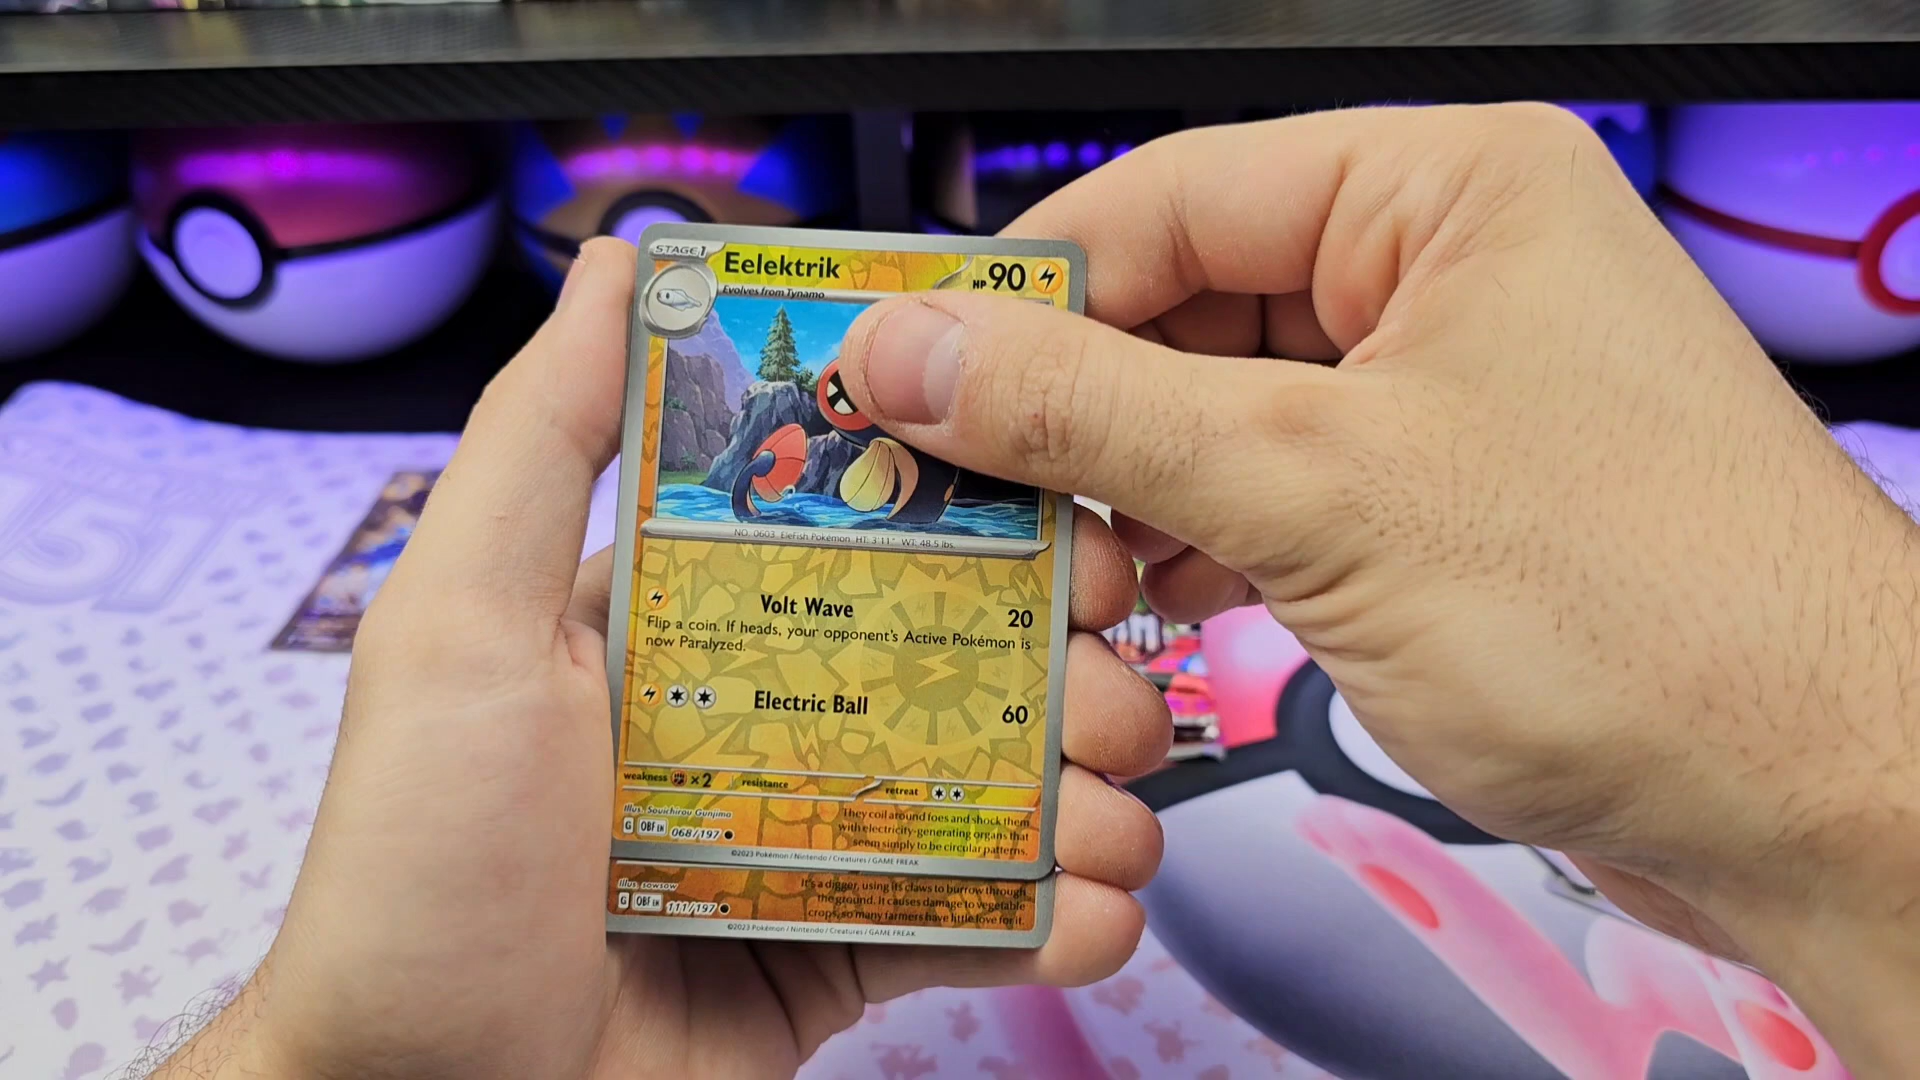 STAGE 1
Eelektrik
HP 90
Evolves from Tynamo
NO. 0603 EleFish Pokémon HT: 3'11" WT: 48.5 lbs.
Volt Wave 20
Flip a coin. If heads, your opponent's Active Pokémon is
now Paralyzed.
Electric Ball 60
weakness ×2 resistance retreat
Illus. Souichirou Gunjima
G OBF EN 068/197
They coil around foes and shock them
with electricity-generating organs that
seem simply to be circular patterns.
©2023 Pokémon / Nintendo / Creatures / GAME FREAK
Illus. sowsow
G OBF EN 111/197
It's a digger, using its claws to burrow through
the ground. It causes damage to vegetable
crops, so many farmers have little love for it.
©2023 Pokémon / Nintendo / Creatures / GAME FREAK
151